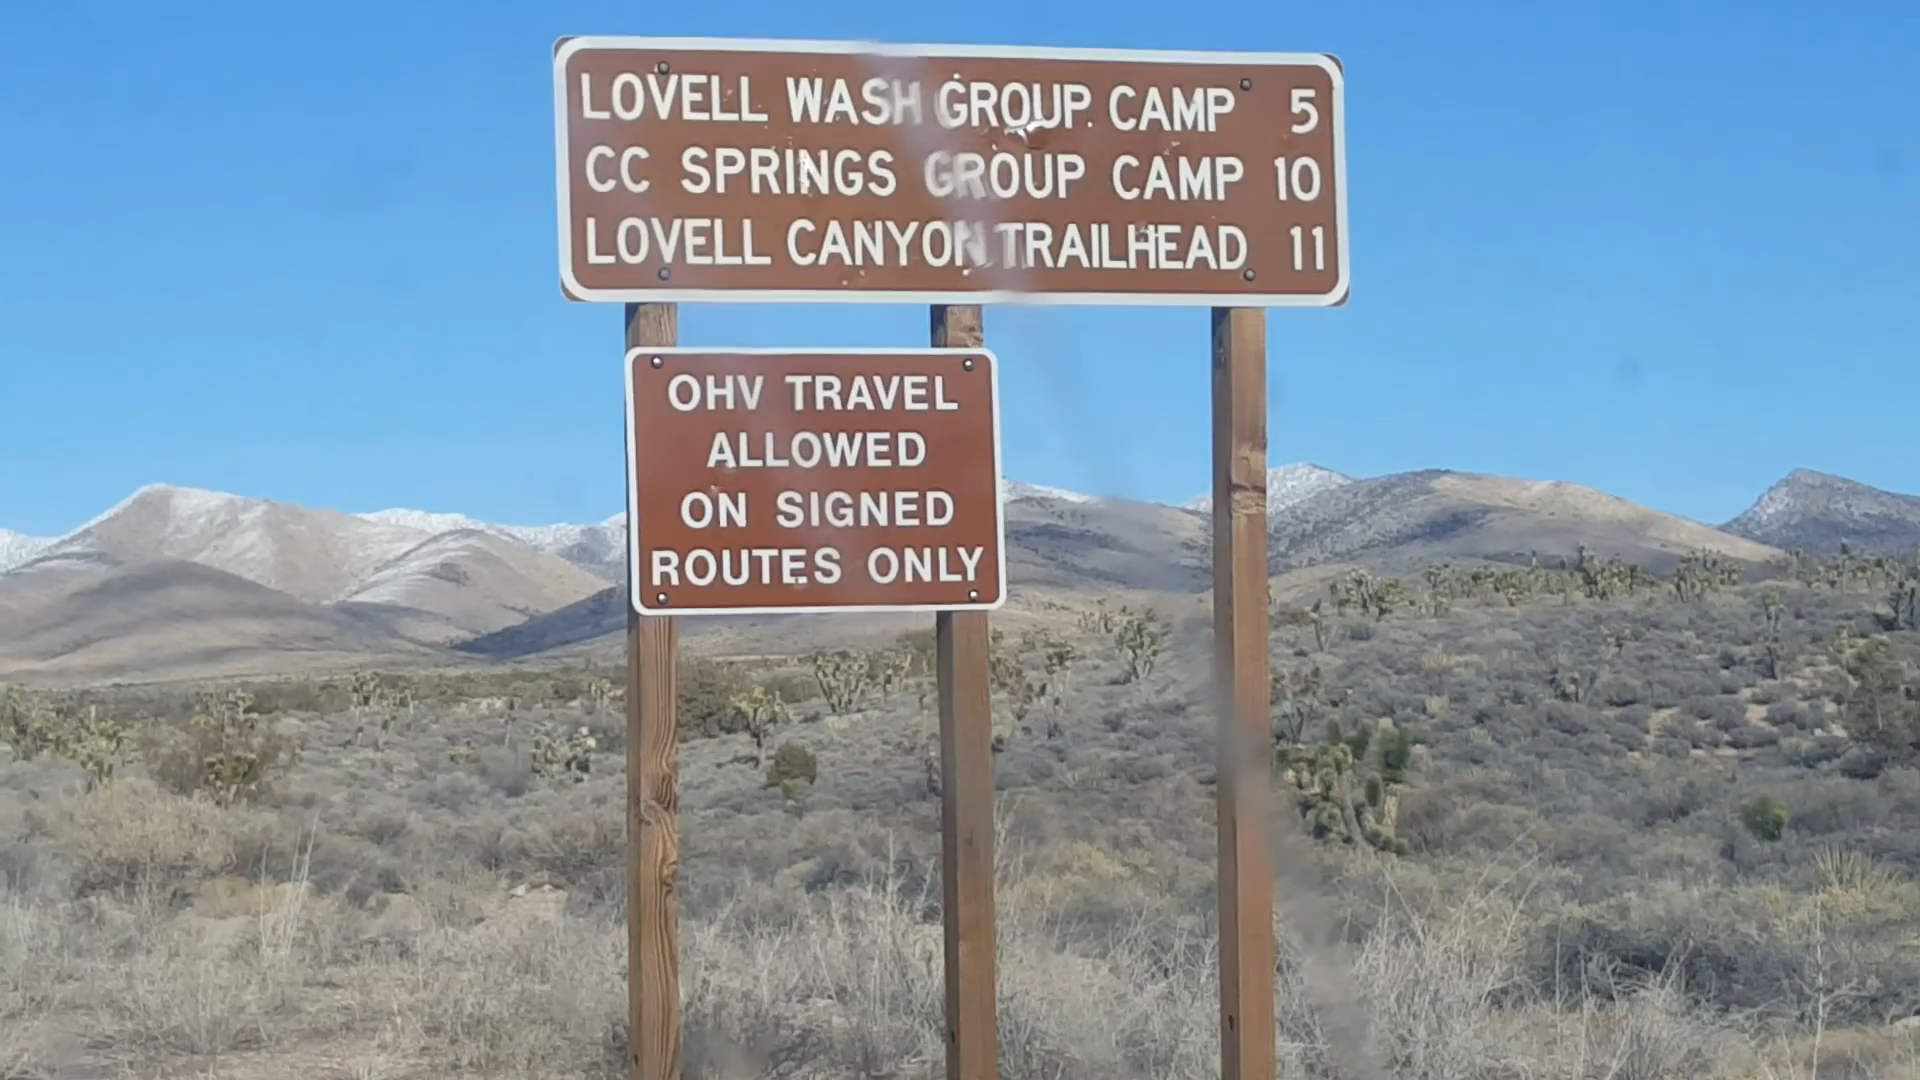 LOVELL WASH GROUP CAMP 5
CC SPRINGS GROUP CAMP 10
LOVELL CANYON TRAILHEAD 11
OHV TRAVEL
ALLOWED
ON SIGNED
ROUTES ONLY